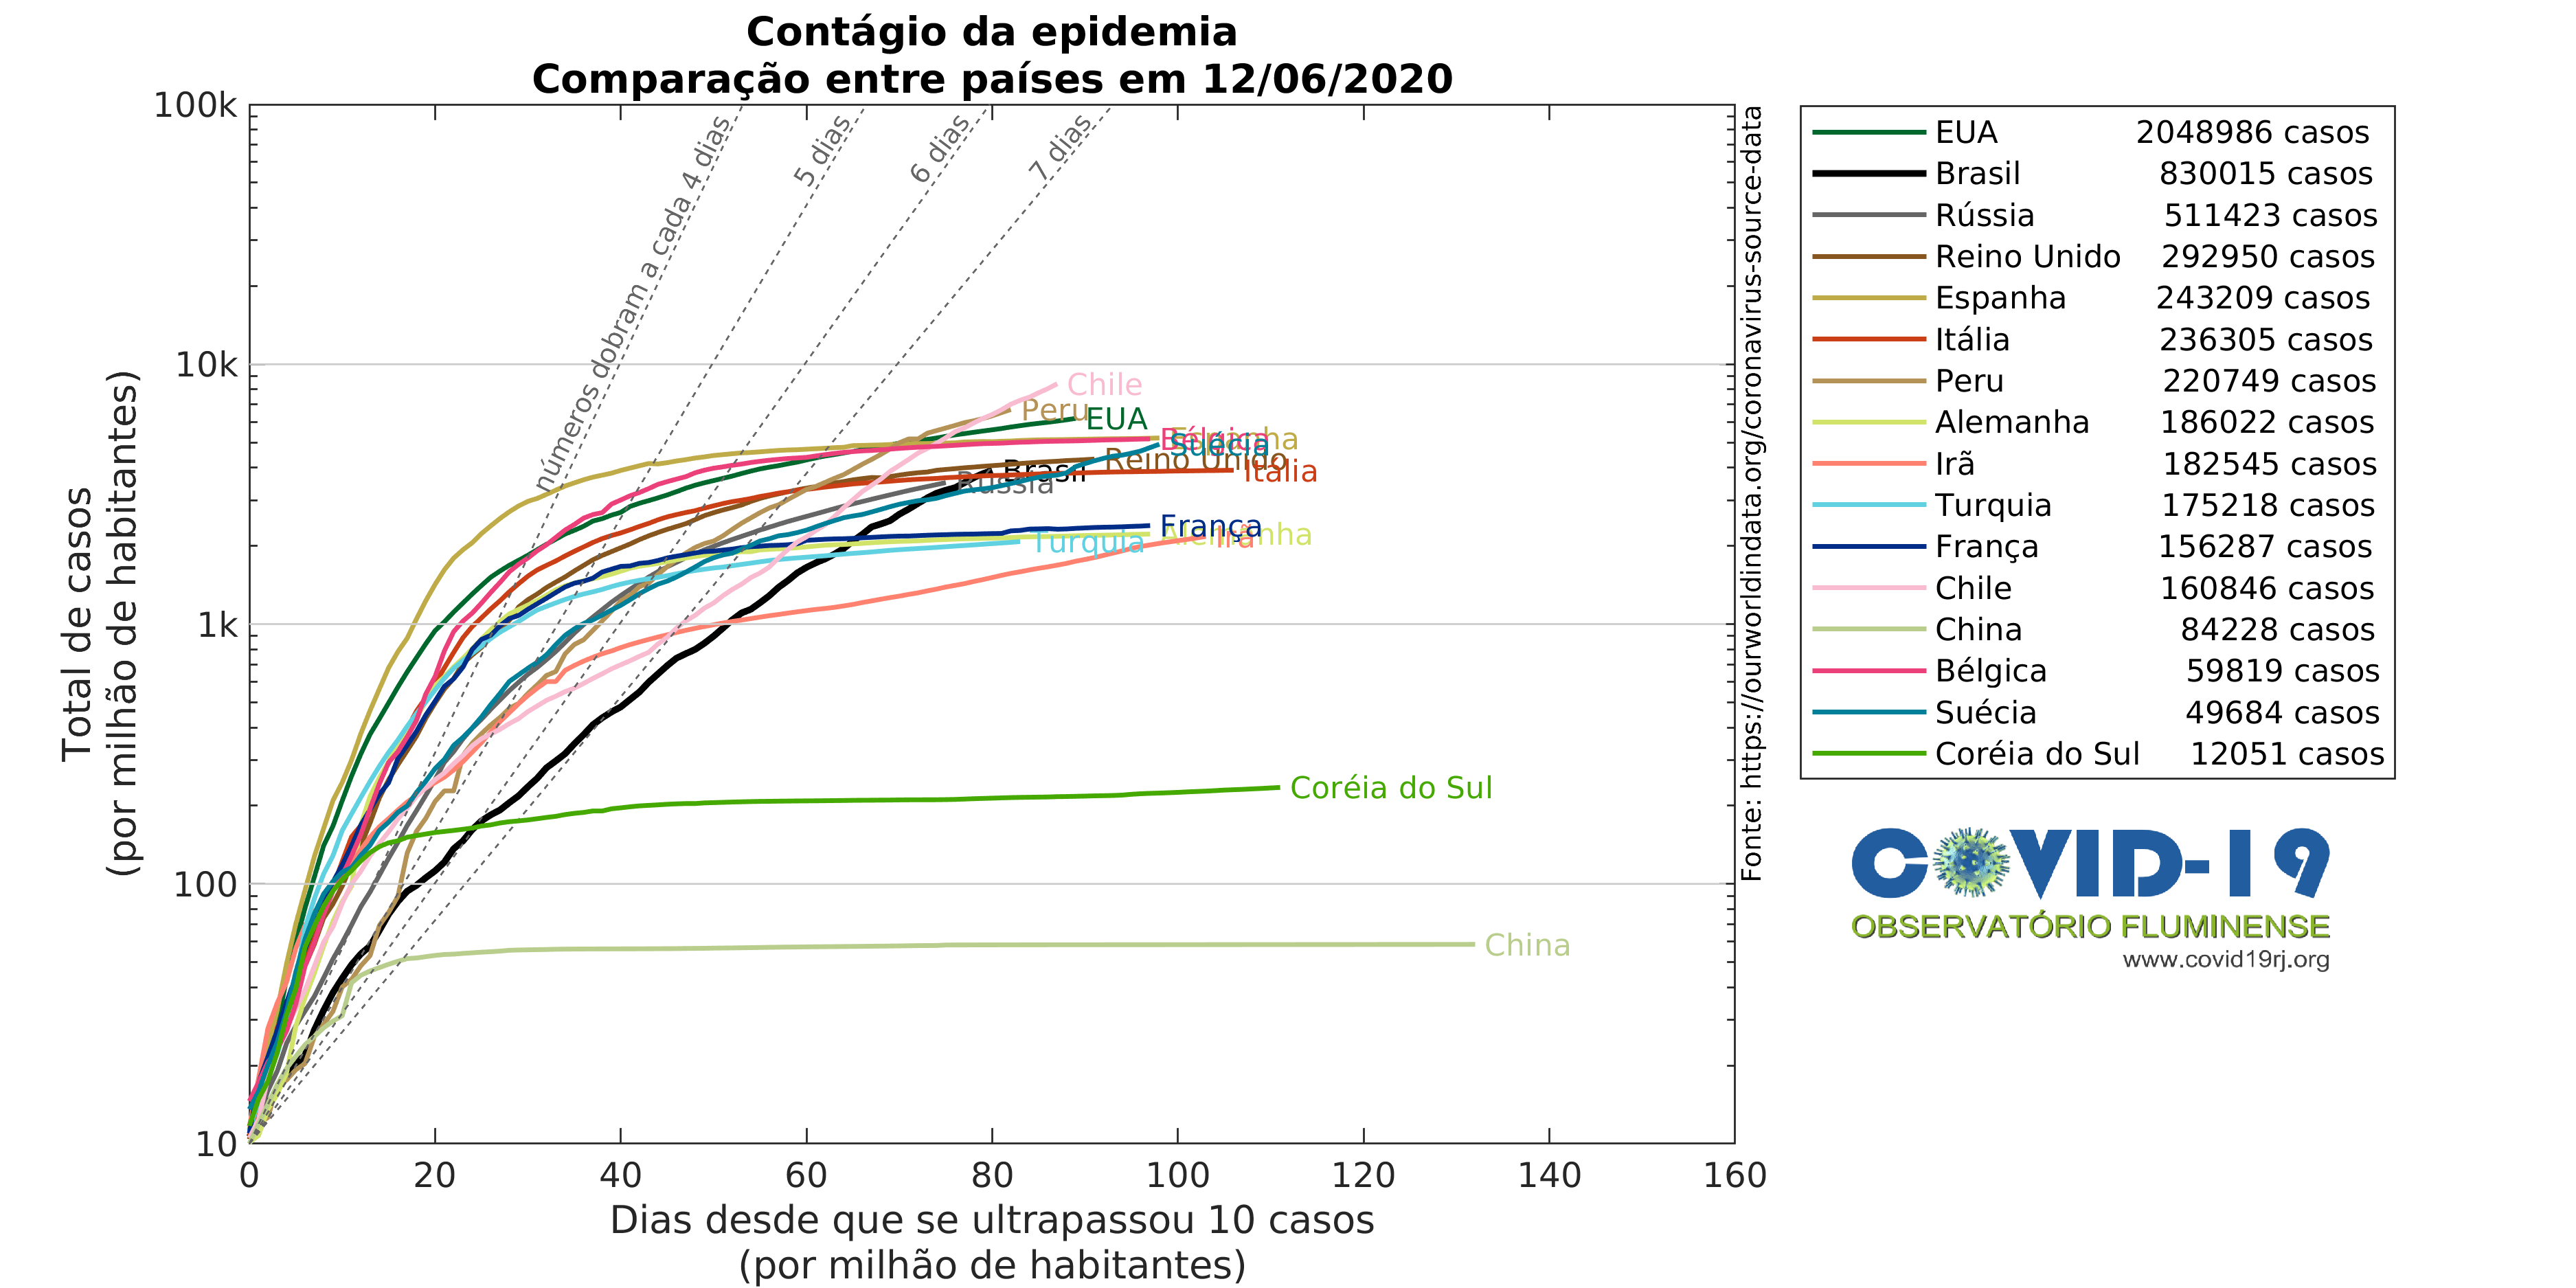 Contágio da epidemia
Comparação entre países em 12/06/2020
100k
10k
1k
100
10
Total de casos
(por milhão de habitantes)
números dobram a cada 4 dias
5 dias
6 dias
7 dias
Chile
Peru
EUA
Espanha
Bélgica
Suécia
Reino Unido
Brasil
Itália
Rússia
França
Alemanha
Irã
Turquia
Coréia do Sul
China
0 20 40 60 80 100 120 140 160
Dias desde que se ultrapassou 10 casos
(por milhão de habitantes)
Fonte: https://ourworldindata.org/coronavirus-source-data
EUA 2048986 casos
Brasil 830015 casos
Rússia 511423 casos
Reino Unido 292950 casos
Espanha 243209 casos
Itália 236305 casos
Peru 220749 casos
Alemanha 186022 casos
Irã 182545 casos
Turquia 175218 casos
França 156287 casos
Chile 160846 casos
China 84228 casos
Bélgica 59819 casos
Suécia 49684 casos
Coréia do Sul 12051 casos
COVID-19
OBSERVATÓRIO FLUMINENSE
www.covid19rj.org